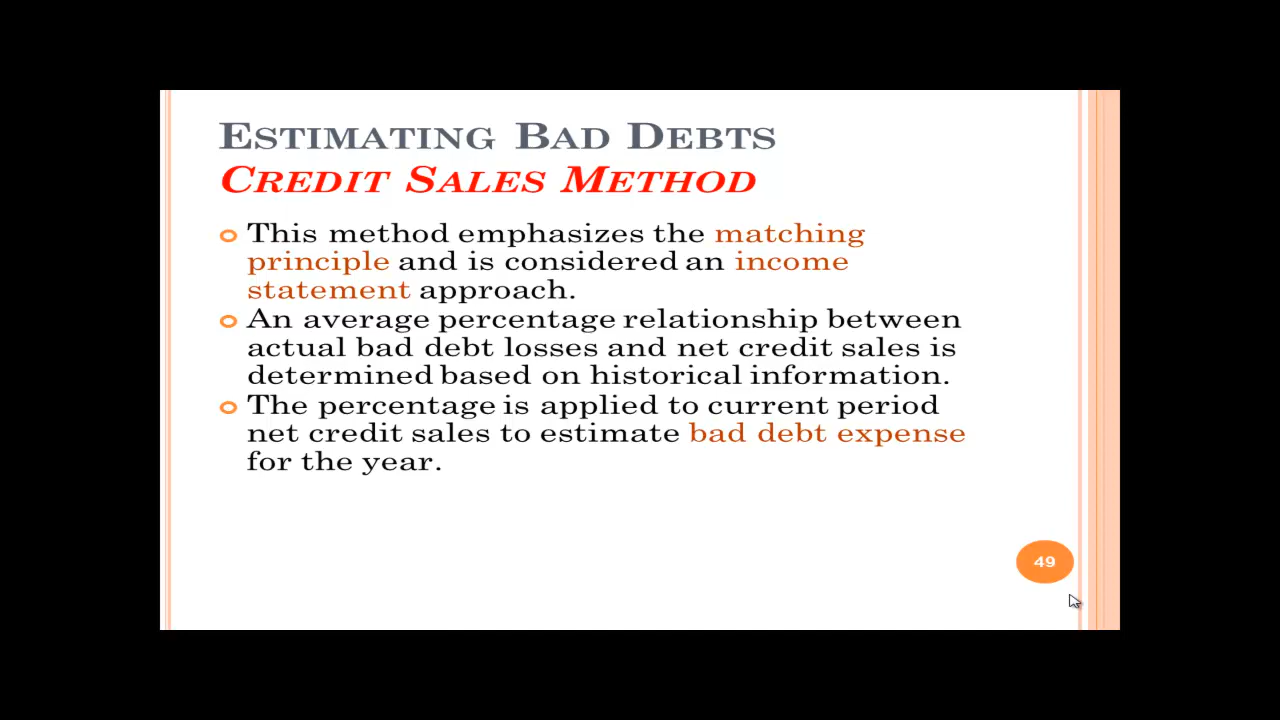 ESTIMATING BAD DEBTS
CREDIT SALES METHOD
This method emphasizes the matching
principle and is considered an income
statement approach.
An average percentage relationship between
actual bad debt losses and net credit sales is
determined based on historical information.
The percentage is applied to current period
net credit sales to estimate bad debt expense
for the year.
49